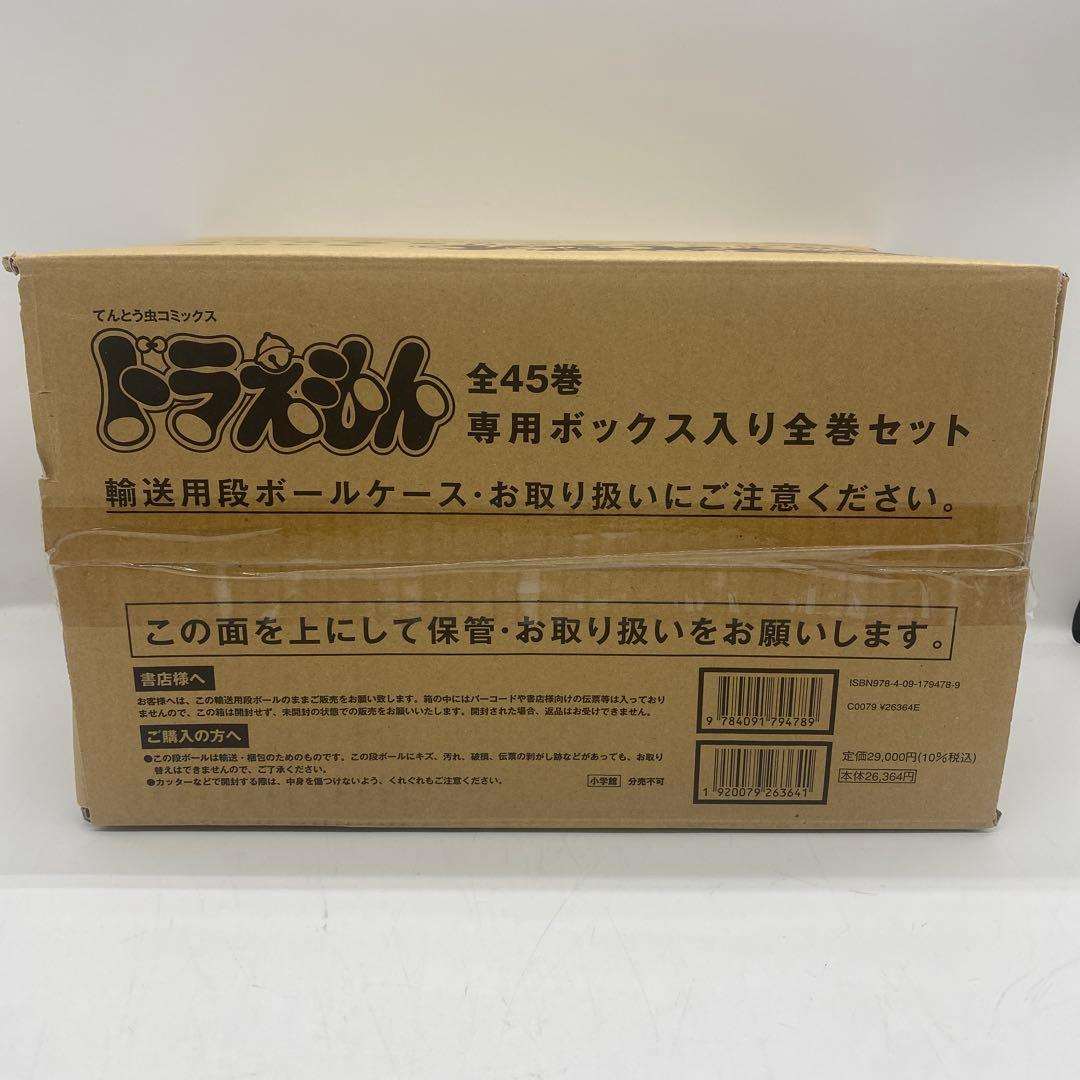 てんとう虫コミックス
ドラえもん
全45巻
専用ボックス入り全巻セット
輸送用段ボールケース・お取り扱いにご注意ください。
この面を上にして保管・お取り扱いをお願いします。
書店様へ
お客様へは、この輸送用段ボールのままご販売をお願い致します。箱の中にはバーコードや書店様向けの伝票等は入っており
ませんので、この箱は開封せず、未開封の状態での販売をお願いいたします。開封された場合、返品はお受けできません。
ご購入の方へ
●この段ボールは輸送・梱包のためのものです、この段ボールにキズ、汚れ、破損、伝票の剥がし跡などがあっても、お取り
替えはできませんので、ご了承ください。
●カッターなどで開封する際は、中身を傷つけないよう、くれぐれもご注意ください。
小学館 分売不可
9 784091 794789
1 920079 263641
ISBN978-4-09-179478-9
C0079 ¥26364E
定価29,000円(10%税込)
本体26,364円